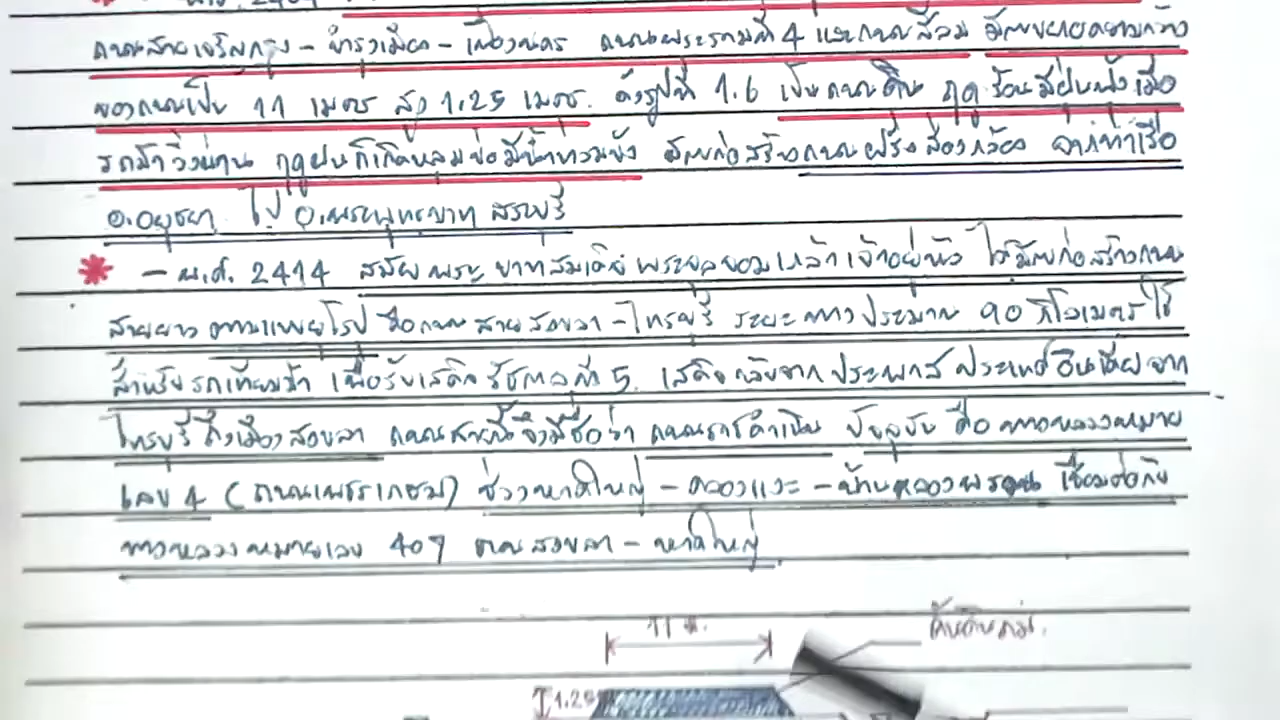 ถนนสายเจริญกรุง - บำรุงเมือง - เฟื่องนคร ถนนพระรามที่ 4 และถนนสีลม มีการขยายความกว้าง
ของถนนเป็น 11 เมตร สูง 1.25 เมตร. ดังรูปที่ 1.6 เป็นถนนดิน ฤดูร้อนมีฝุ่นฟุ้งเมื่อ
รถม้าวิ่งผ่าน ฤดูฝนก็เกิดหลุมบ่อมีน้ำท่วมขัง มีการก่อสร้างถนนฝรั่งส่องกล้อง จากท่าเรือ
อ.อยุธยา ไป อ.พระพุทธบาท สระบุรี
- พ.ศ. 2414 สมัยพระบาทสมเด็จพระจุลจอมเกล้าเจ้าอยู่หัว ได้มีการก่อสร้างถนน
สายยาวตามแบบยุโรป คือถนนสายสงขลา - ไทรบุรี ระยะทางประมาณ 90 กิโลเมตร ใช้
สำหรับรถเทียมม้า เพื่อรับเสด็จรัชกาลที่ 5. เสด็จกลับจากประพาสประเทศอินเดียจาก
ไทรบุรีถึงเมืองสงขลา ถนนสายนี้จึงมีชื่อว่า ถนนราชดำเนิน ปัจจุบัน คือ ทางหลวงหมาย
เลข 4 (ถนนเพชรเกษม) ช่วงหาดใหญ่ - คลองแงะ - บ้านคลองพรวน เชื่อมต่อกับ
ทางหลวงหมายเลข 407 ถนนสงขลา - หาดใหญ่
11 ม.
คันดินถม.
1.25